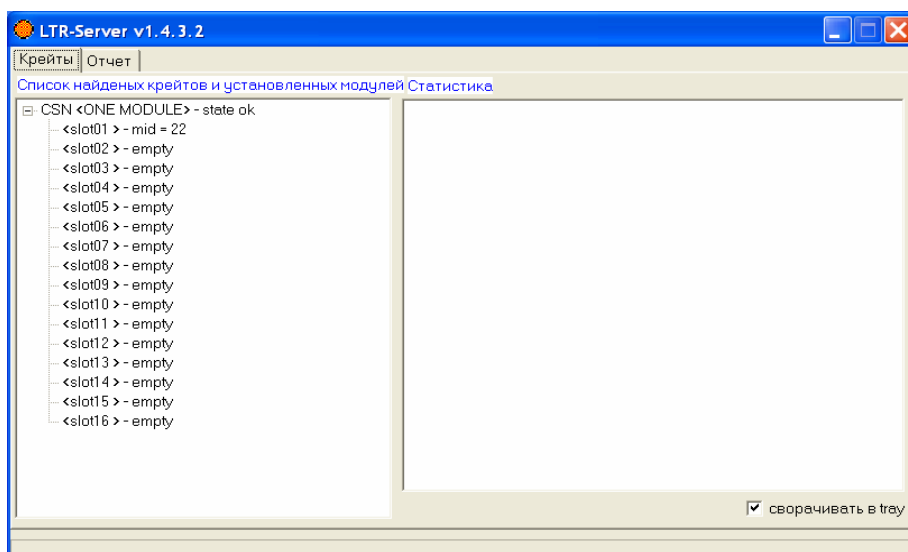 LTR-Server v1.4.3.2
Крейты Отчет
Список найденых крейтов и установленных модулей Статистика
CSN <ONE MODULE> - state ok
<slot01 > - mid = 22
<slot02 > - empty
<slot03 > - empty
<slot04 > - empty
<slot05 > - empty
<slot06 > - empty
<slot07 > - empty
<slot08 > - empty
<slot09 > - empty
<slot10 > - empty
<slot11 > - empty
<slot12 > - empty
<slot13 > - empty
<slot14 > - empty
<slot15 > - empty
<slot16 > - empty
сворачивать в tray